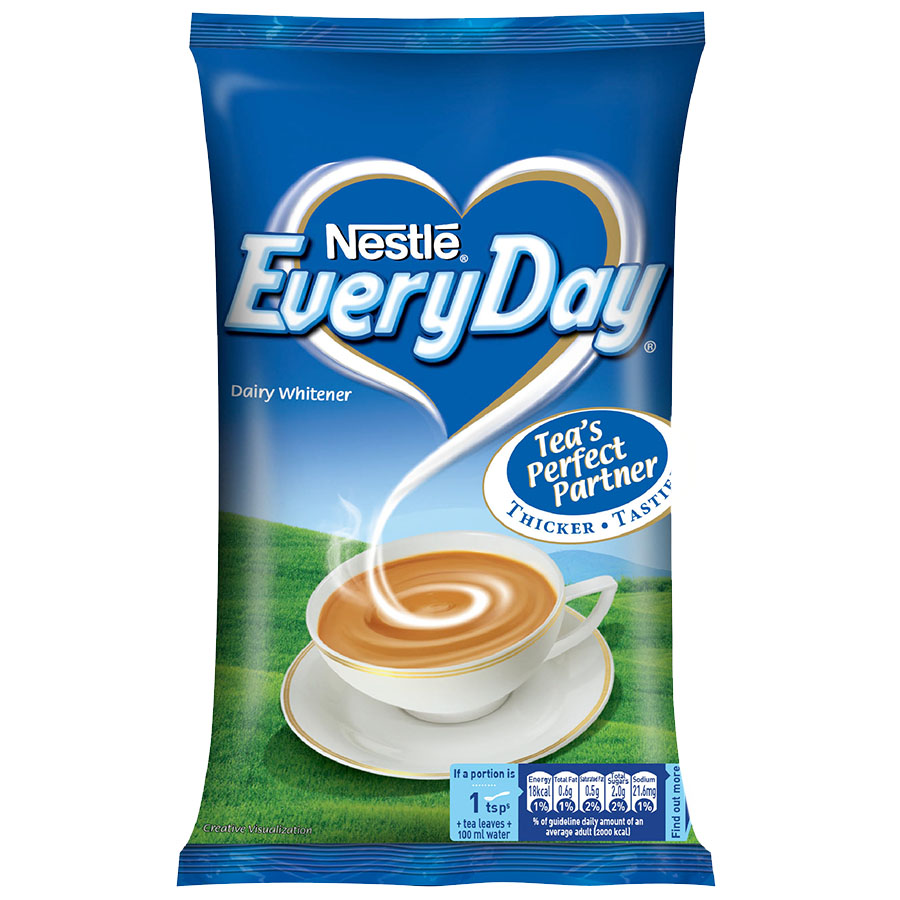 Nestlé®
EveryDay®
Dairy Whitener
Tea's
Perfect
Partner
THICKER • TASTIE
If a portion is
1 tsp
+ tea leaves +
100 ml water
Energy Total Fat Saturated Fat Total Sugars Sodium
18kcal 0.6g 0.5g 2.0g 21.6mg
1% 1% 2% 2% 1%
% of guideline daily amount of an
average adult (2000 kcal)
Find out more
Creative Visualization